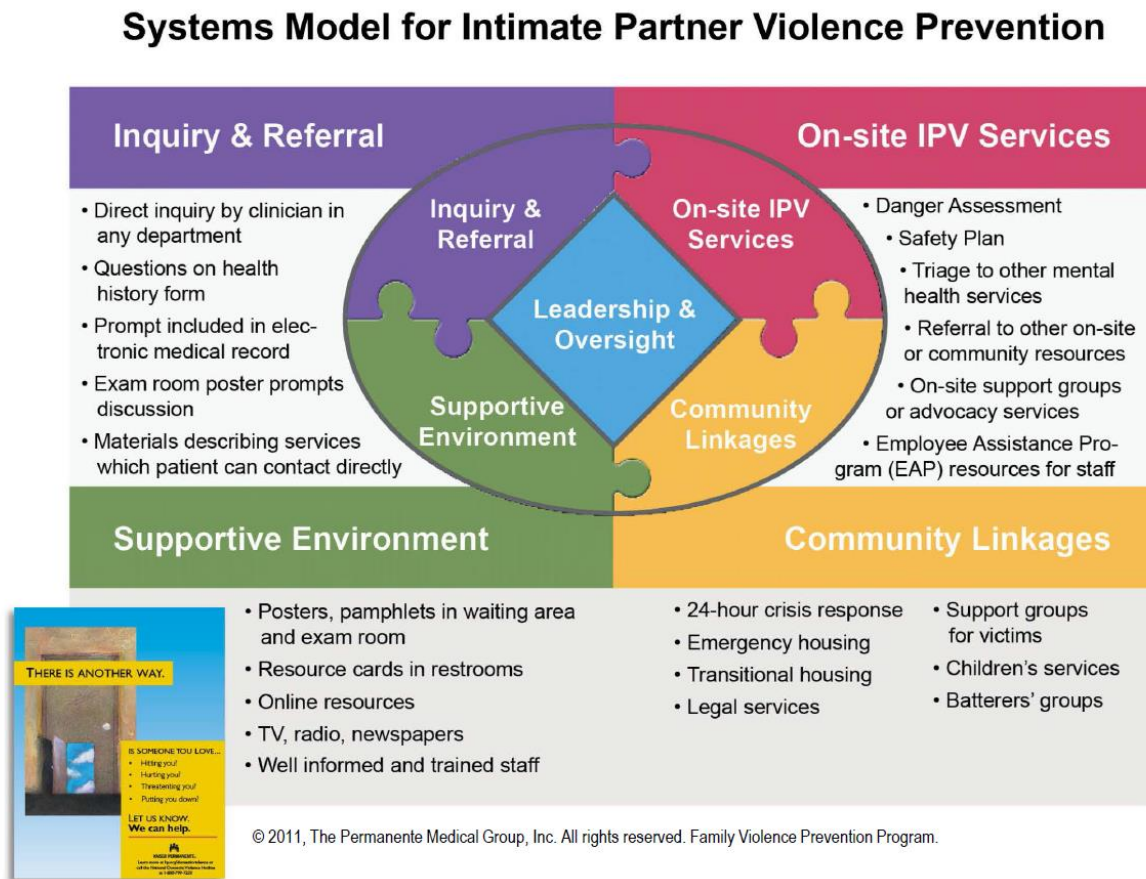 Systems Model for Intimate Partner Violence Prevention
Inquiry & Referral
• Direct inquiry by clinician in
any department
• Questions on health
history form
• Prompt included in elec-
tronic medical record
• Exam room poster prompts
discussion
• Materials describing services
which patient can contact directly
Inquiry &
Referral
On-site IPV
Services
Leadership &
Oversight
Supportive
Environment
Community
Linkages
On-site IPV Services
• Danger Assessment
• Safety Plan
• Triage to other mental
health services
• Referral to other on-site
or community resources
• On-site support groups
or advocacy services
• Employee Assistance Pro-
gram (EAP) resources for staff
Supportive Environment
• Posters, pamphlets in waiting area
and exam room
• Resource cards in restrooms
• Online resources
• TV, radio, newspapers
• Well informed and trained staff
Community Linkages
• 24-hour crisis response
• Emergency housing
• Transitional housing
• Legal services
• Support groups
for victims
• Children's services
• Batterers' groups
THERE IS ANOTHER WAY.
IS SOMEONE YOU LOVE...
• Hitting you?
• Hurting you?
• Threatening you?
• Putting you down?
LET US KNOW.
We can help.
KAISER PERMANENTE
© 2011, The Permanente Medical Group, Inc. All rights reserved. Family Violence Prevention Program.